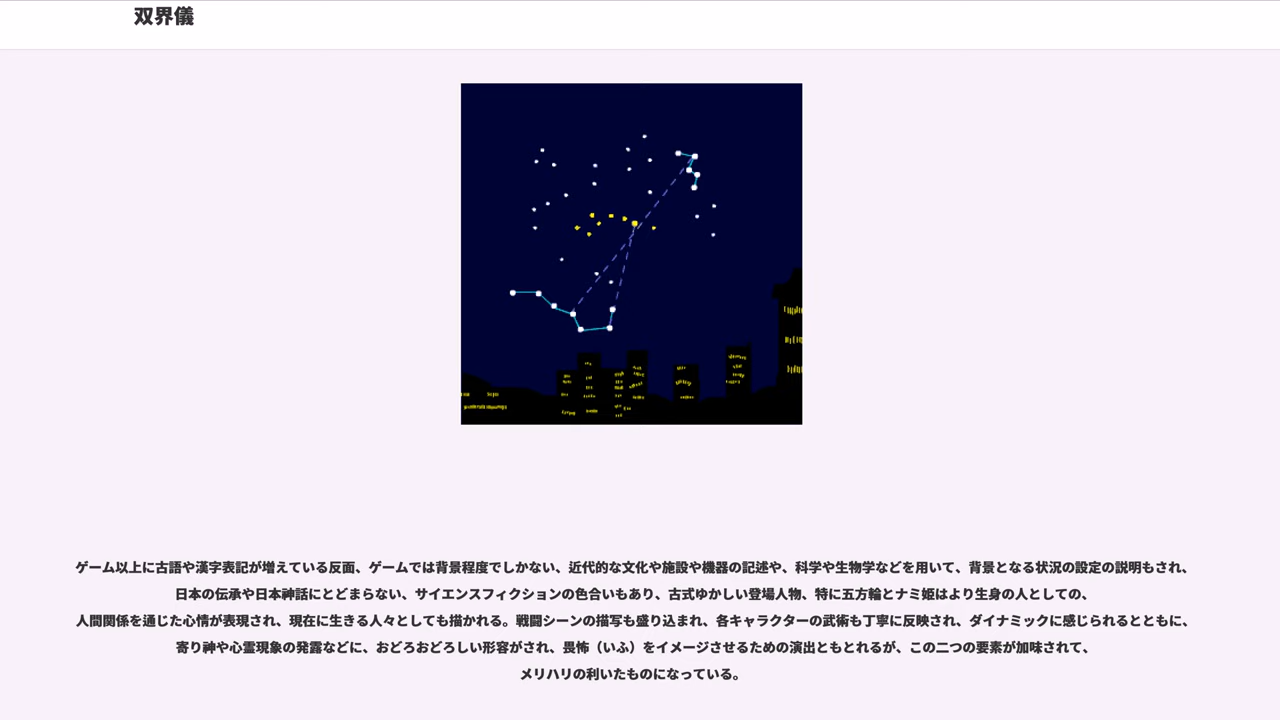 双界儀
ゲーム以上に古語や漢字表記が増えている反面、ゲームでは背景程度でしかない、近代的な文化や施設や機器の記述や、科学や生物学などを用いて、背景となる状況の設定の説明もされ、
日本の伝承や日本神話にとどまらない、サイエンスフィクションの色合いもあり、古式ゆかしい登場人物、特に五方輪とナミ姫はより生身の人としての、
人間関係を通じた心情が表現され、現在に生きる人々としても描かれる。戦闘シーンの描写も盛り込まれ、各キャラクターの武術も丁寧に反映され、ダイナミックに感じられるとともに、
寄り神や心霊現象の発露などに、おどろおどろしい形容がされ、畏怖（いふ）をイメージさせるための演出ともとれるが、この二つの要素が加味されて、
メリハリの利いたものになっている。